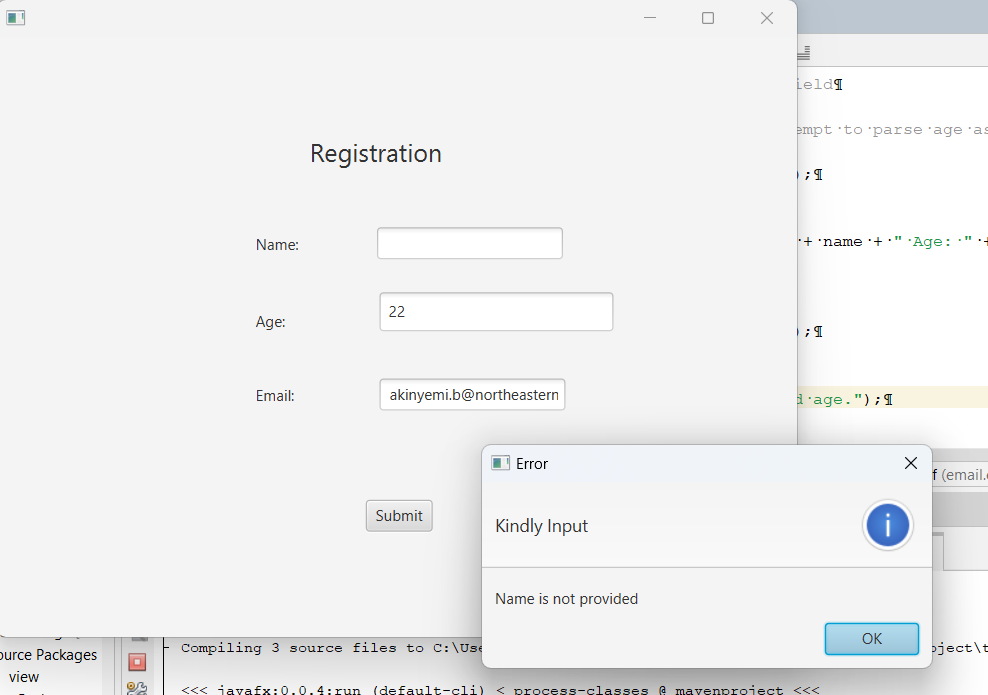 Registration
Name:
Age:
22
Email:
akinyemi.b@northeastern
Submit
Error
Kindly Input
Name is not provided
OK
ield¶
empt·to·parse·age·as
);¶
·+·name·+·"·Age:·"·+
);¶
d·age.");¶
f (email.e
ource Packages
view
Compiling 3 source files to C:\Use
oject\t
<<< javafx:0.0.4:run (default-cli) < process-classes @ mavenproject <<<